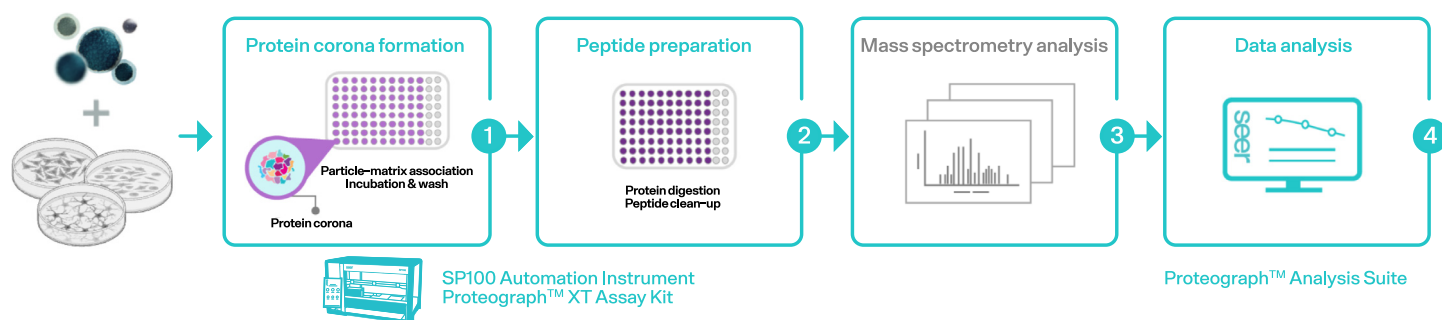 Protein corona formation
Particle-matrix association
Incubation & wash
Protein corona
1
Peptide preparation
Protein digestion
Peptide clean-up
2
Mass spectrometry analysis
3
Data analysis
seer
4
SP100 Automation Instrument
Proteograph™ XT Assay Kit
Proteograph™ Analysis Suite